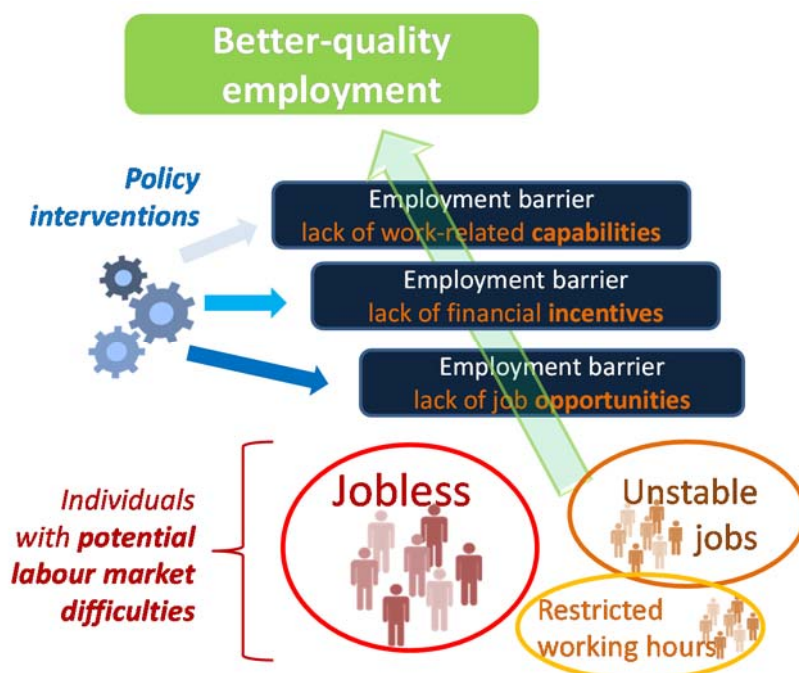 Better-quality
employment
Policy
interventions
Employment barrier
lack of work-related capabilities
Employment barrier
lack of financial incentives
Employment barrier
lack of job opportunities
Individuals
with potential
labour market
difficulties
Jobless
Unstable
jobs
Restricted
working hours